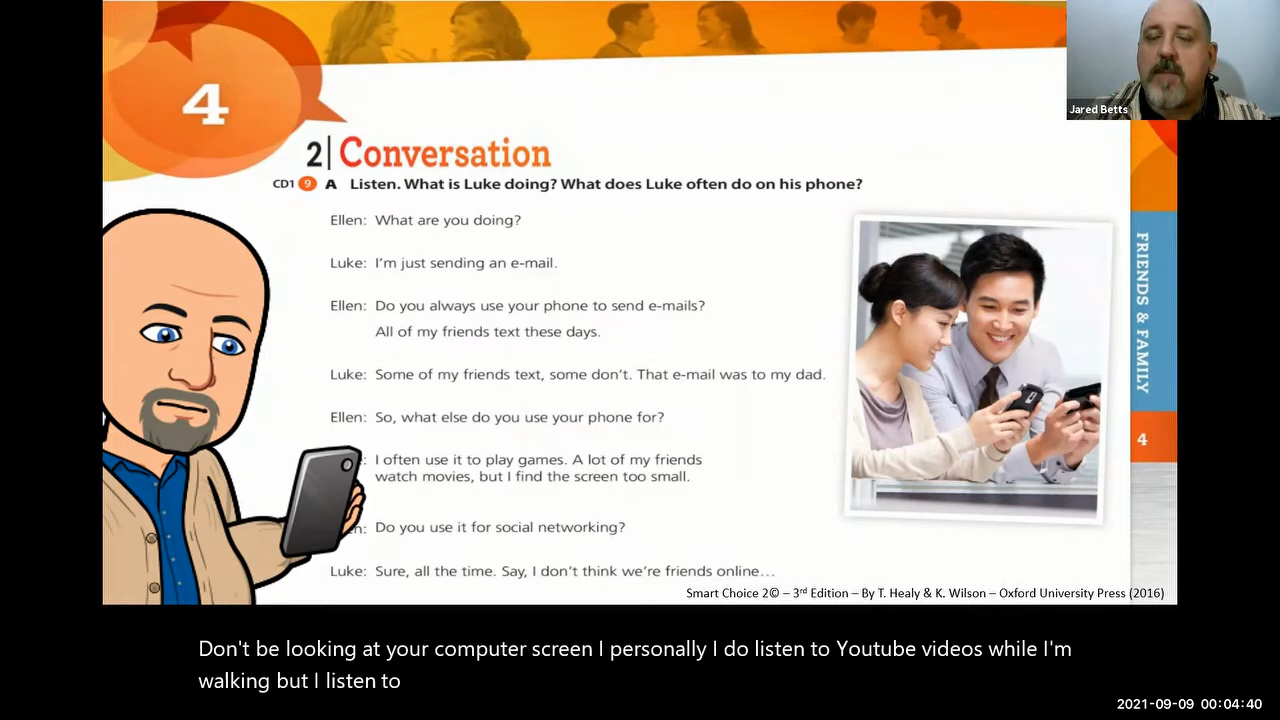 4
Jared Betts
2| Conversation
CD1 9 A Listen. What is Luke doing? What does Luke often do on his phone?
Ellen: What are you doing?
Luke: I'm just sending an e-mail.
Ellen: Do you always use your phone to send e-mails?
All of my friends text these days.
Luke: Some of my friends text, some don't. That e-mail was to my dad.
Ellen: So, what else do you use your phone for?
I often use it to play games. A lot of my friends
watch movies, but I find the screen too small.
Do you use it for social networking?
Luke: Sure, all the time. Say, I don't think we're friends online…
FRIENDS & FAMILY
4
Smart Choice 2© – 3rd Edition – By T. Healy & K. Wilson – Oxford University Press (2016)
Don't be looking at your computer screen I personally I do listen to Youtube videos while I'm
walking but I listen to
2021-09-09 00:04:40